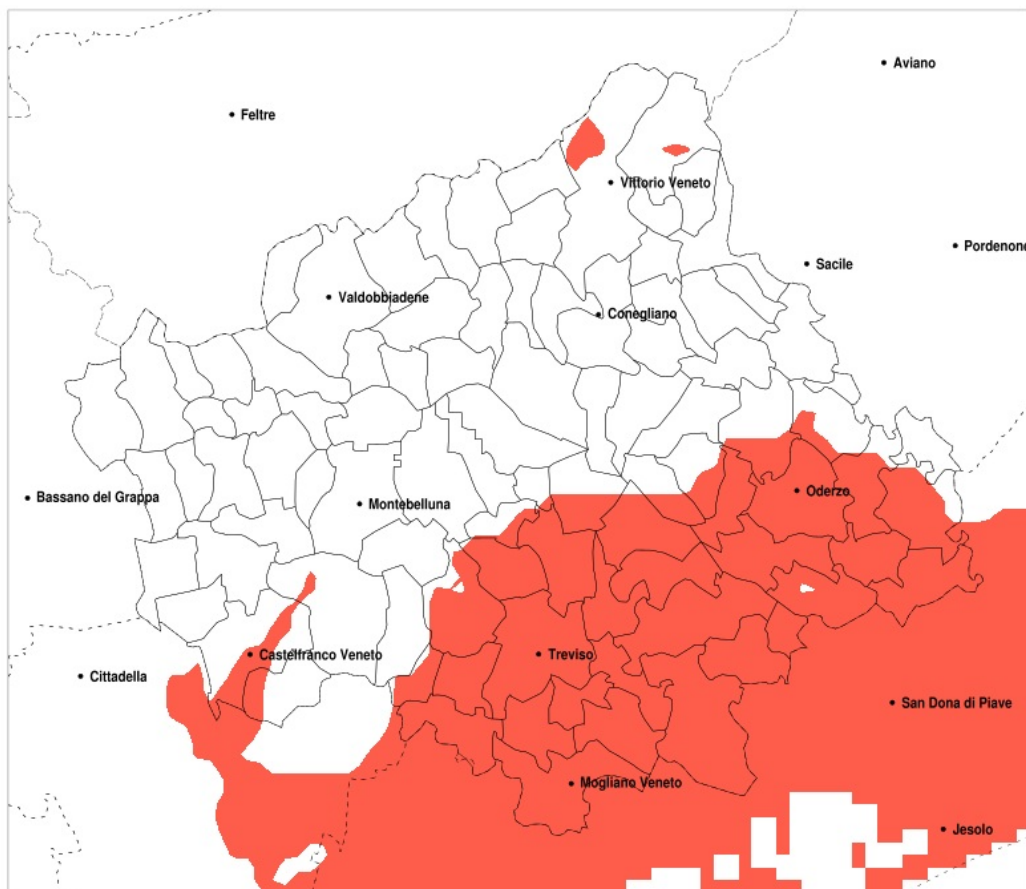 Aviano
Feltre
Vittorio Veneto
Pordenone
Sacile
Valdobbiadene
Conegliano
Oderzo
Bassano del Grappa
Montebelluna
Castelfranco Veneto
Treviso
Cittadella
San Dona di Piave
Mogliano Veneto
Jesolo